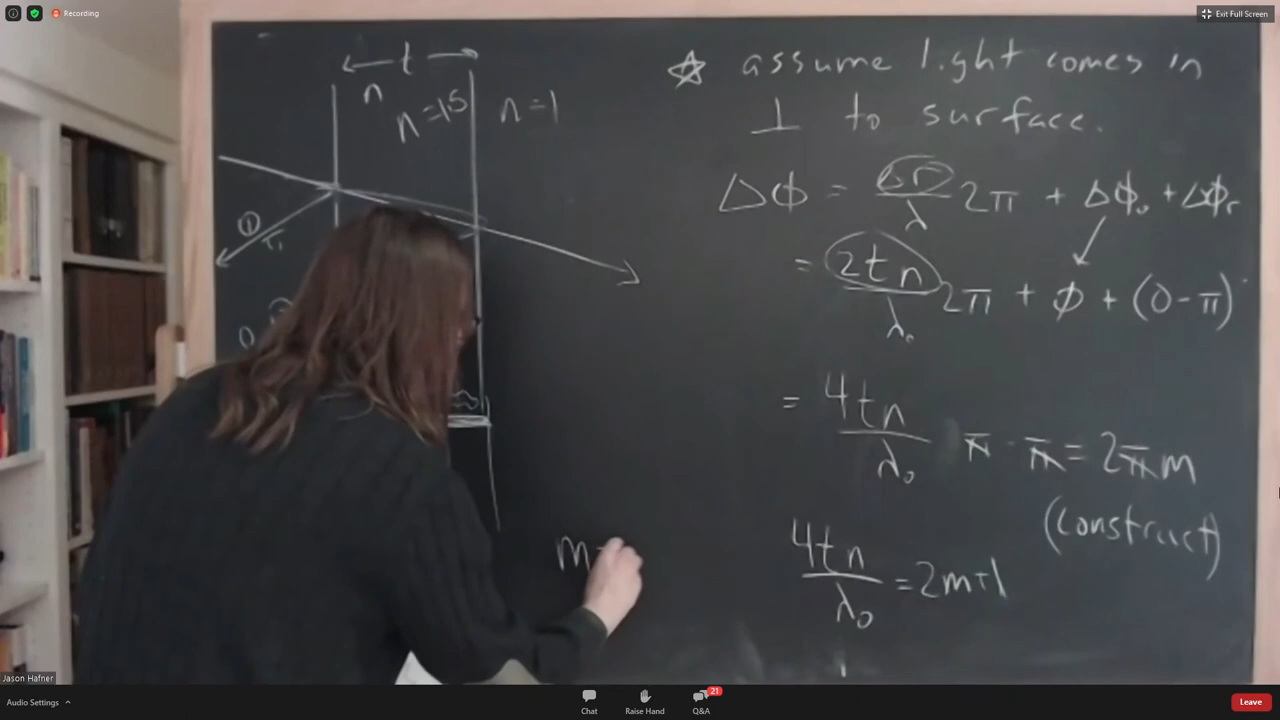 Recording
Exit Full Screen
← t →
n
n=1.5 n=1
① π
0
☆ assume light comes in
⊥ to surface.
Δϕ = Δr/λ 2π + Δϕ₀ + Δϕᵣ
= 2tn/λ₀ 2π + ϕ + (0-π)
= 4tn/λ₀ π - π = 2πm
(construct)
4tn/λ₀ = 2m+1
m
Jason Hafner
Audio Settings
Chat
Raise Hand
21
Q&A
Leave